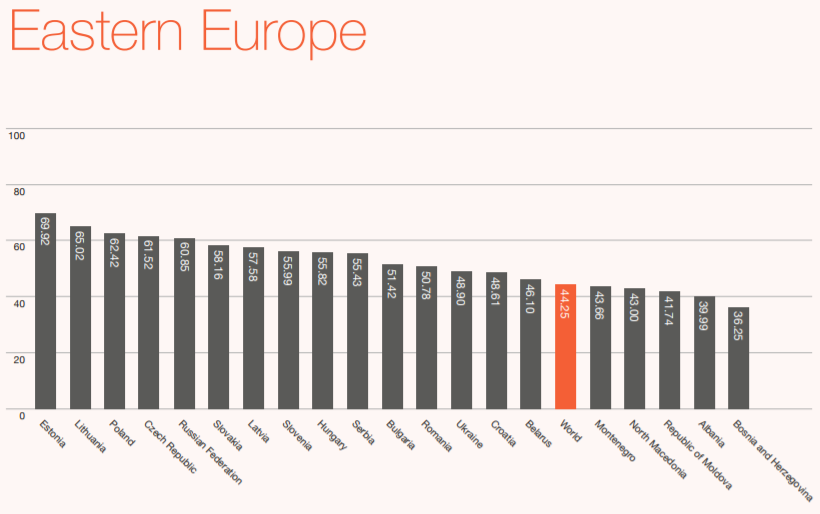 Eastern Europe
100
80
60
40
20
0
69.92
65.02
62.42
61.52
60.85
58.16
57.58
55.99
55.82
55.43
51.42
50.78
48.90
48.61
46.10
44.25
43.66
43.00
41.74
39.99
36.25
Estonia
Lithuania
Poland
Czech Republic
Russian Federation
Slovakia
Latvia
Slovenia
Hungary
Serbia
Bulgaria
Romania
Ukraine
Croatia
Belarus
World
Montenegro
North Macedonia
Republic of Moldova
Albania
Bosnia and Herzegovina